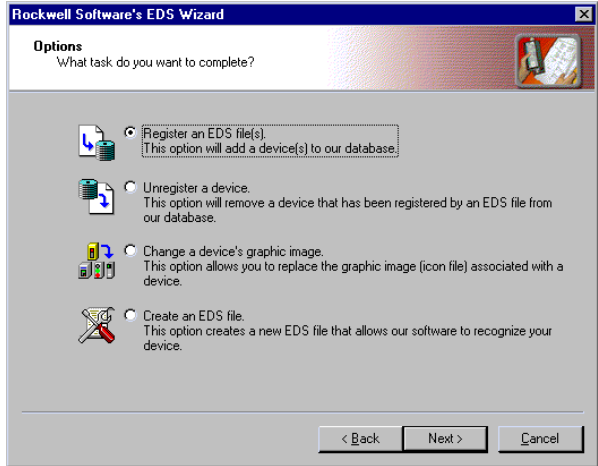 Rockwell Software's EDS Wizard
Options
What task do you want to complete?
Register an EDS file(s).
This option will add a device(s) to our database.
Unregister a device.
This option will remove a device that has been registered by an EDS file from
our database.
Change a device's graphic image.
This option allows you to replace the graphic image (icon file) associated with a
device.
Create an EDS file.
This option creates a new EDS file that allows our software to recognize your
device.
< Back
Next >
Cancel